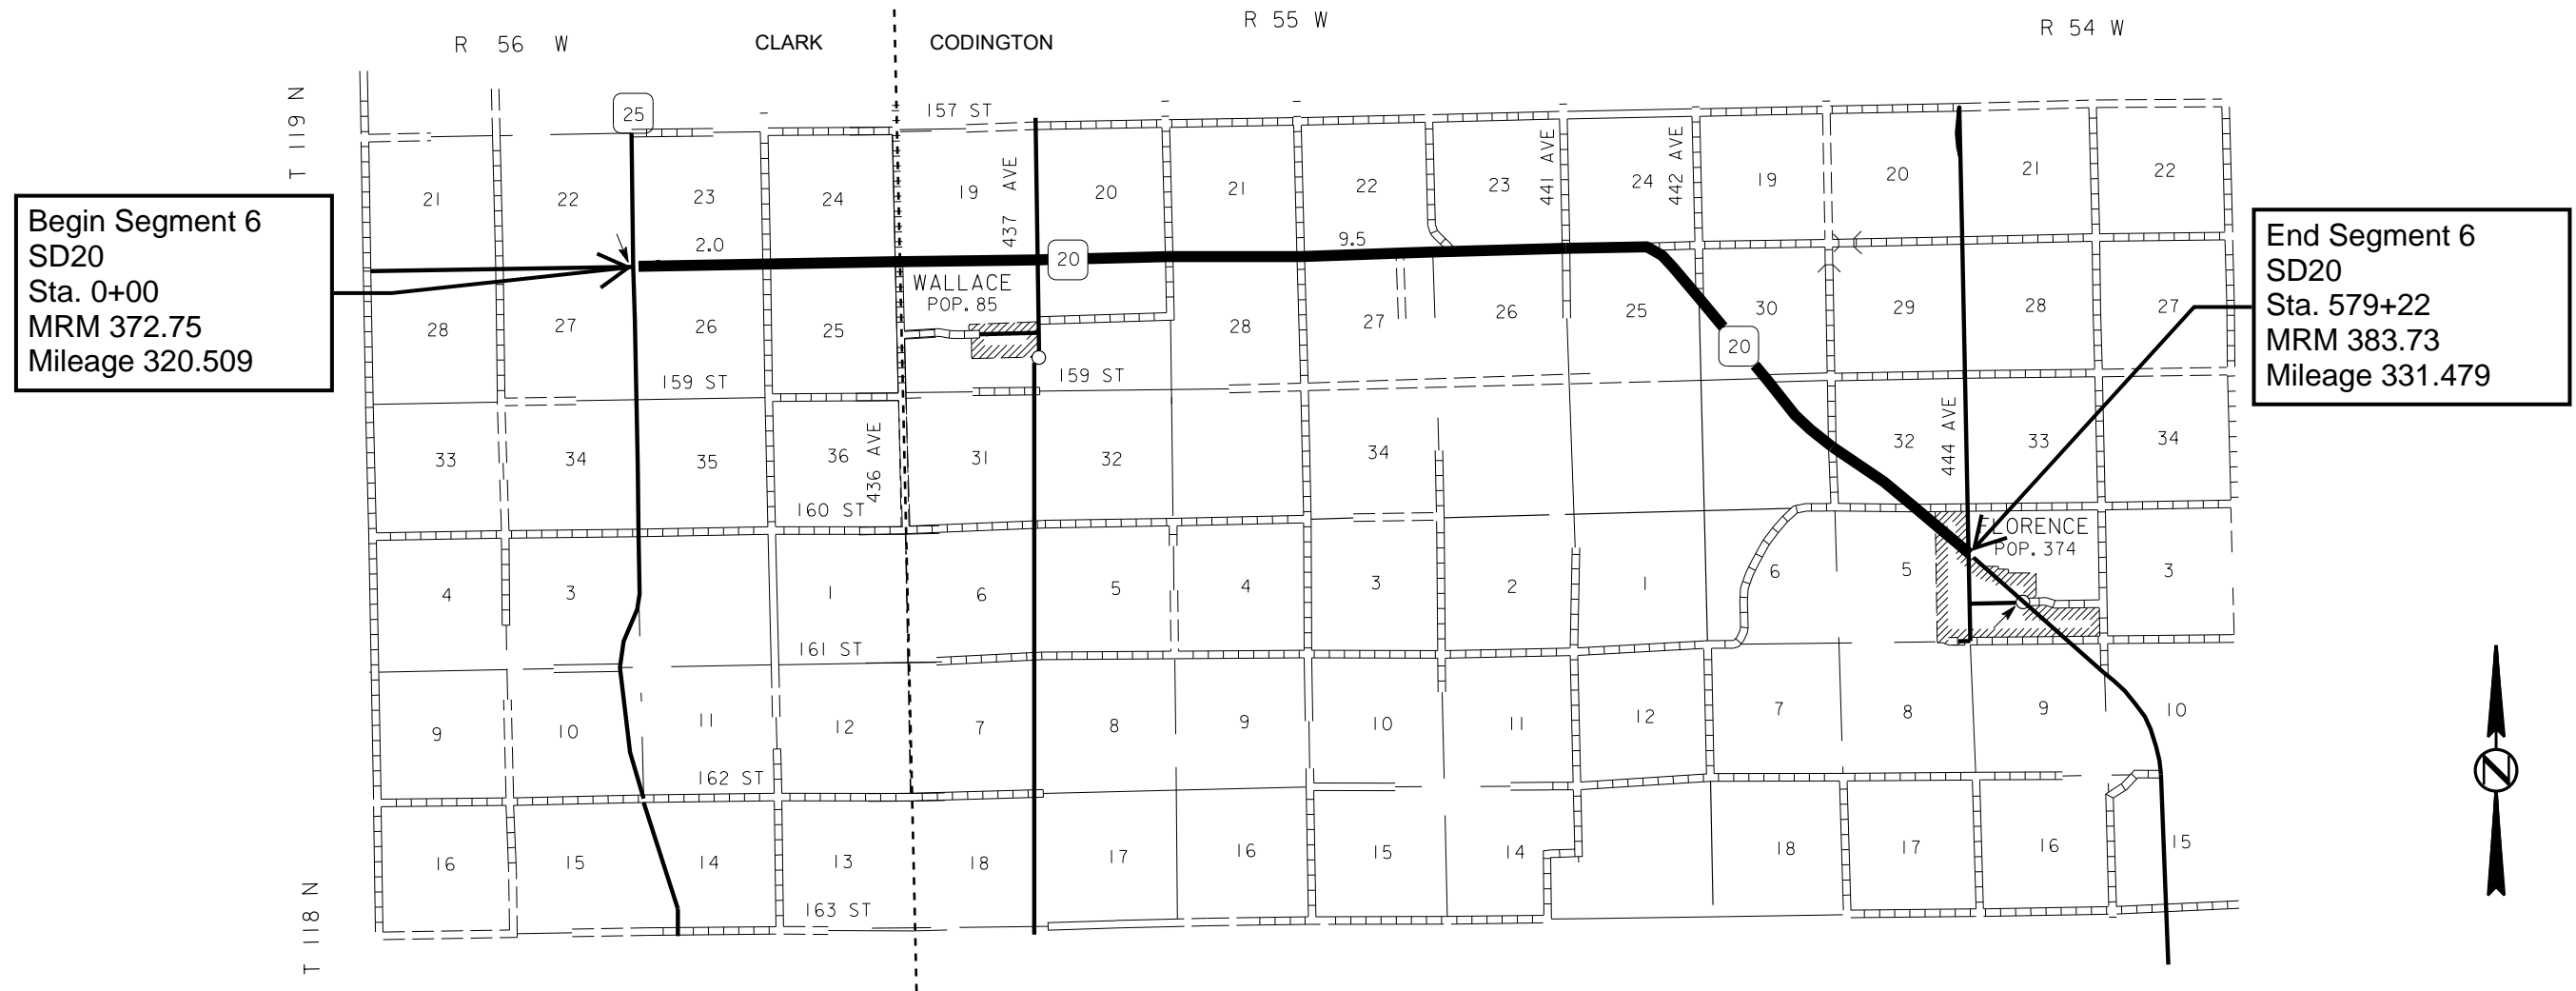 R 56 W
CLARK
CODINGTON
R 55 W
R 54 W
T 119 N
25
157 ST
437 AVE
441 AVE
442 AVE
21
22
23
24
19
20
21
22
23
24
19
20
21
22
Begin Segment 6
SD20
Sta. 0+00
MRM 372.75
Mileage 320.509
End Segment 6
SD20
Sta. 579+22
MRM 383.73
Mileage 331.479
2.0
20
9.5
WALLACE
POP. 85
28
27
26
25
28
27
26
25
30
29
28
27
20
159 ST
159 ST
436 AVE
444 AVE
33
34
35
36
31
32
34
32
33
34
160 ST
FLORENCE
POP. 374
4
3
1
6
5
4
3
2
1
6
5
3
161 ST
9
10
11
12
7
8
9
10
11
12
7
8
9
10
162 ST
N
16
15
14
13
18
17
16
15
14
18
17
16
15
163 ST
T 118 N